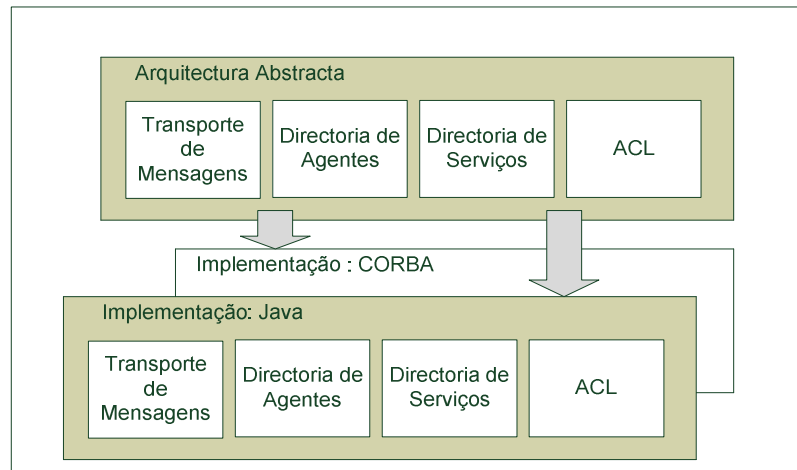 Arquitectura Abstracta
Transporte
de
Mensagens
Directoria de
Agentes
Directoria de
Serviços
ACL
Implementação : CORBA
Implementação: Java
Transporte
de
Mensagens
Directoria de
Agentes
Directoria de
Serviços
ACL